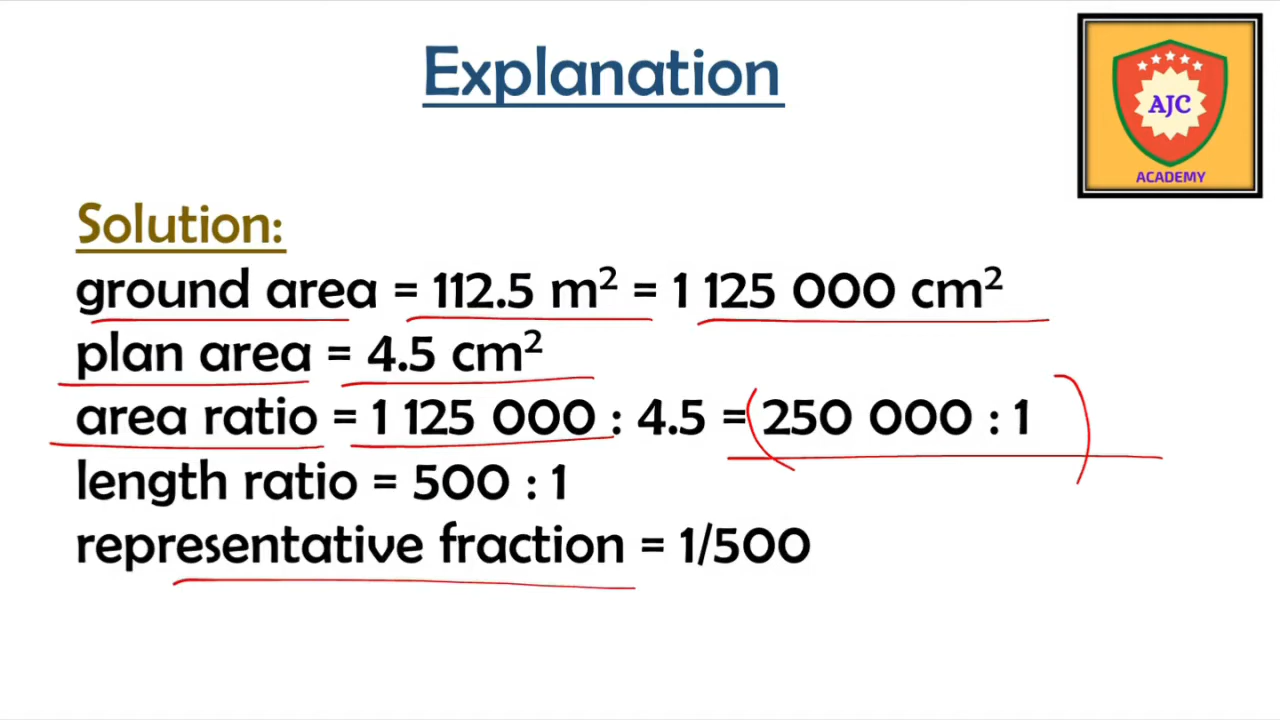 Explanation
AJC
ACADEMY
Solution:
ground area = 112.5 m² = 1 125 000 cm²
plan area = 4.5 cm²
area ratio = 1 125 000 : 4.5 = 250 000 : 1
length ratio = 500 : 1
representative fraction = 1/500